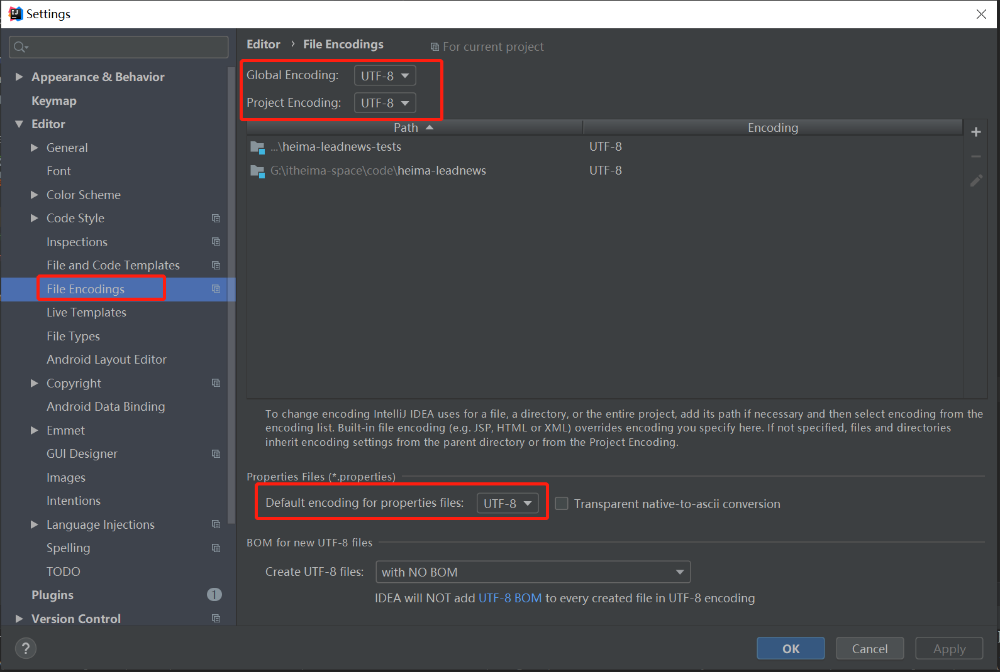 Settings
Editor › File Encodings For current project
Appearance & Behavior
Keymap
Editor
General
Font
Color Scheme
Code Style
Inspections
File and Code Templates
File Encodings
Live Templates
File Types
Android Layout Editor
Copyright
Android Data Binding
Emmet
GUI Designer
Images
Intentions
Language Injections
Spelling
TODO
Plugins 1
Version Control
Global Encoding: UTF-8
Project Encoding: UTF-8
Path Encoding
...\heima-leadnews-tests UTF-8
G:\itheima-space\code\heima-leadnews UTF-8
To change encoding IntelliJ IDEA uses for a file, a directory, or the entire project, add its path if necessary and then select encoding from the
encoding list. Built-in file encoding (e.g. JSP, HTML or XML) overrides encoding you specify here. If not specified, files and directories
inherit encoding settings from the parent directory or from the Project Encoding.
Properties Files (*.properties)
Default encoding for properties files: UTF-8 Transparent native-to-ascii conversion
BOM for new UTF-8 files
Create UTF-8 files: with NO BOM
IDEA will NOT add UTF-8 BOM to every created file in UTF-8 encoding
? OK Cancel Apply